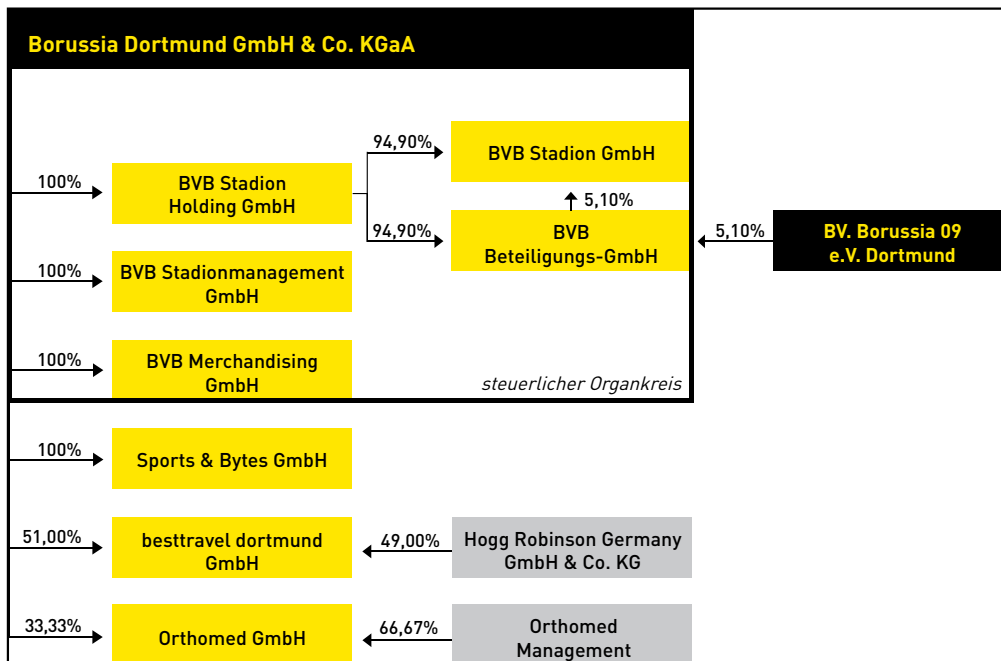 Borussia Dortmund GmbH & Co. KGaA
94,90%
BVB Stadion GmbH
100%
BVB Stadion
Holding GmbH
5,10%
94,90%
BVB
Beteiligungs-GmbH
5,10%
BV. Borussia 09
e.V. Dortmund
100%
BVB Stadionmanagement
GmbH
100%
BVB Merchandising
GmbH
steuerlicher Organkreis
100%
Sports & Bytes GmbH
51,00%
besttravel dortmund
GmbH
49,00%
Hogg Robinson Germany
GmbH & Co. KG
33,33%
Orthomed GmbH
66,67%
Orthomed
Management